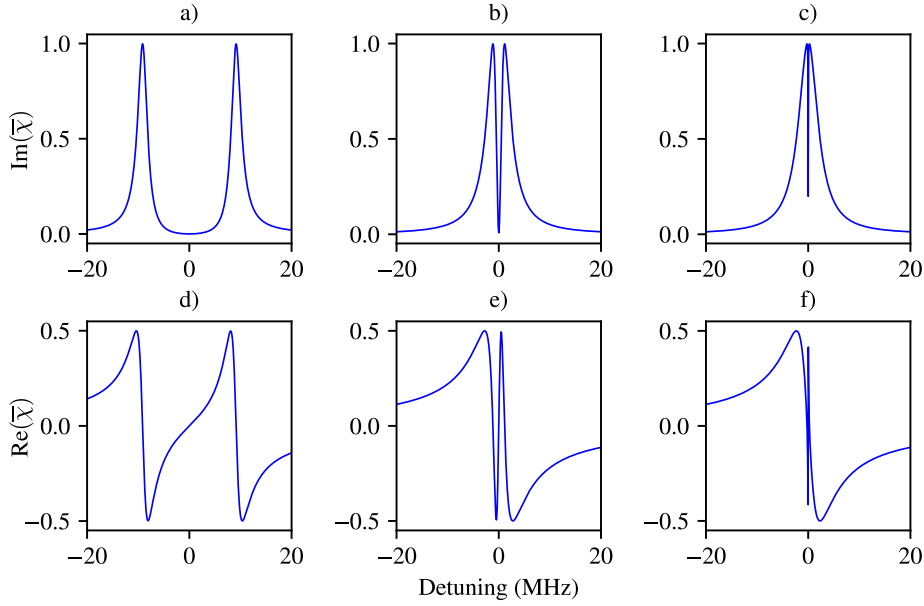 a) b) c)
1.0 1.0 1.0
Im(χ̅)
0.5 0.5 0.5
0.0 0.0 0.0
−20 0 20 −20 0 20 −20 0 20
d) e) f)
0.5 0.5 0.5
Re(χ̅)
0.0 0.0 0.0
−0.5 −0.5 −0.5
−20 0 20 −20 0 20 −20 0 20
Detuning (MHz)